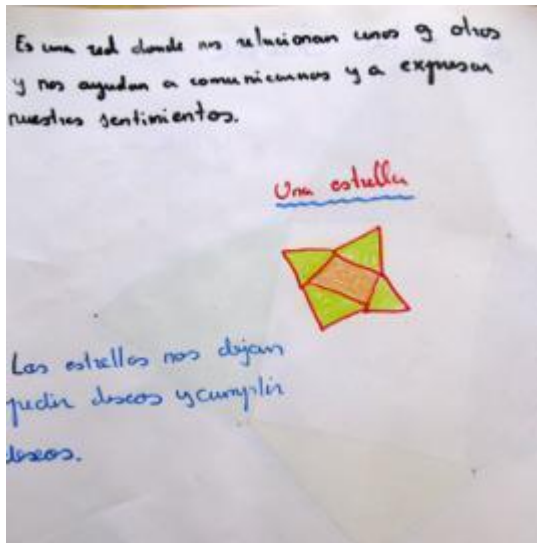 Es una red donde nos relacionan unos y otros
y nos ayudan a comunicarnos y a expresar
nuestros sentimientos.
Una estrella
Las estrellas nos dejan
pedir deseos y cumplir
deseos.